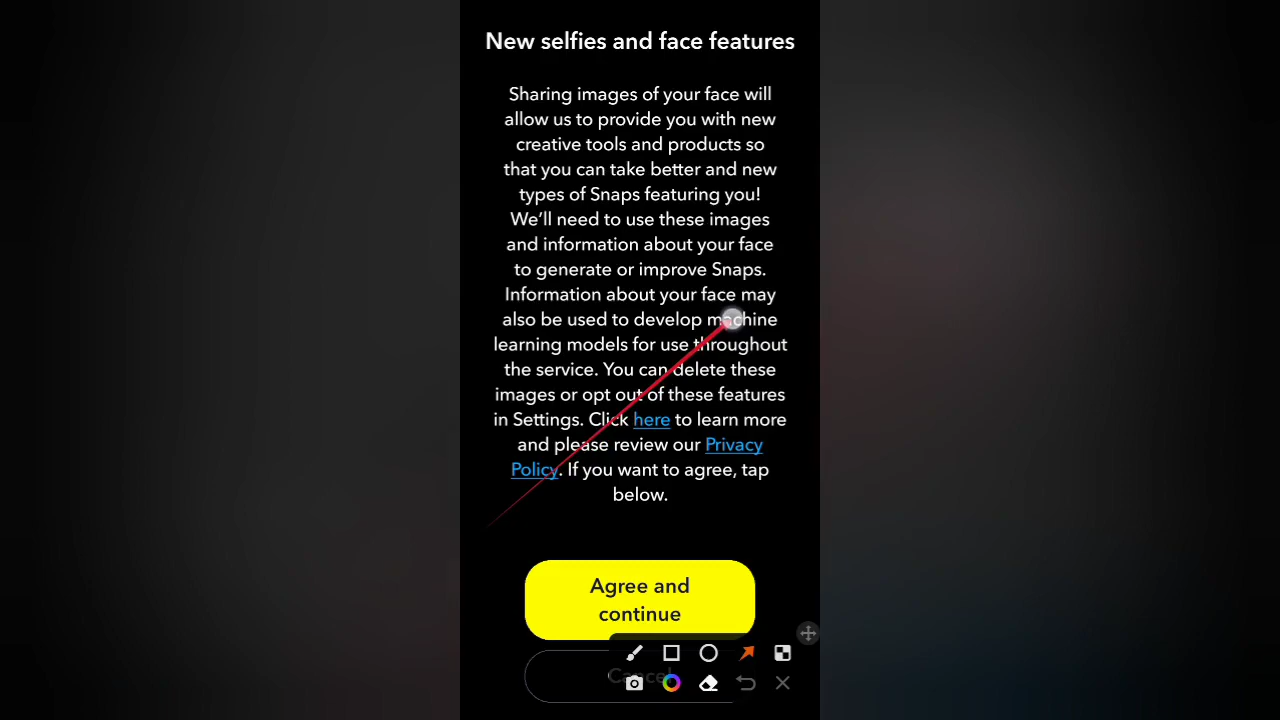 New selfies and face features
Sharing images of your face will
allow us to provide you with new
creative tools and products so
that you can take better and new
types of Snaps featuring you!
We'll need to use these images
and information about your face
to generate or improve Snaps.
Information about your face may
also be used to develop machine
learning models for use throughout
the service. You can delete these
images or opt out of these features
in Settings. Click here to learn more
and please review our Privacy
Policy. If you want to agree, tap
below.
Agree and
continue
Cancel